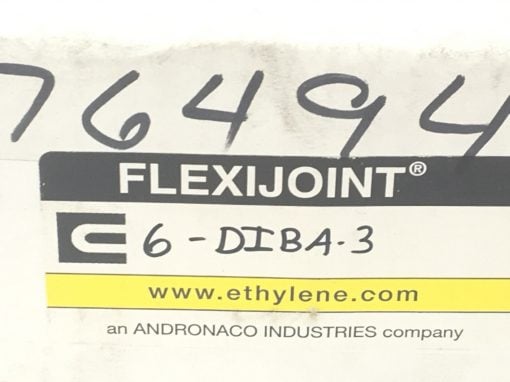 76494
FLEXIJOINT®
6-DIBA-3
www.ethylene.com
an ANDRONACO INDUSTRIES company